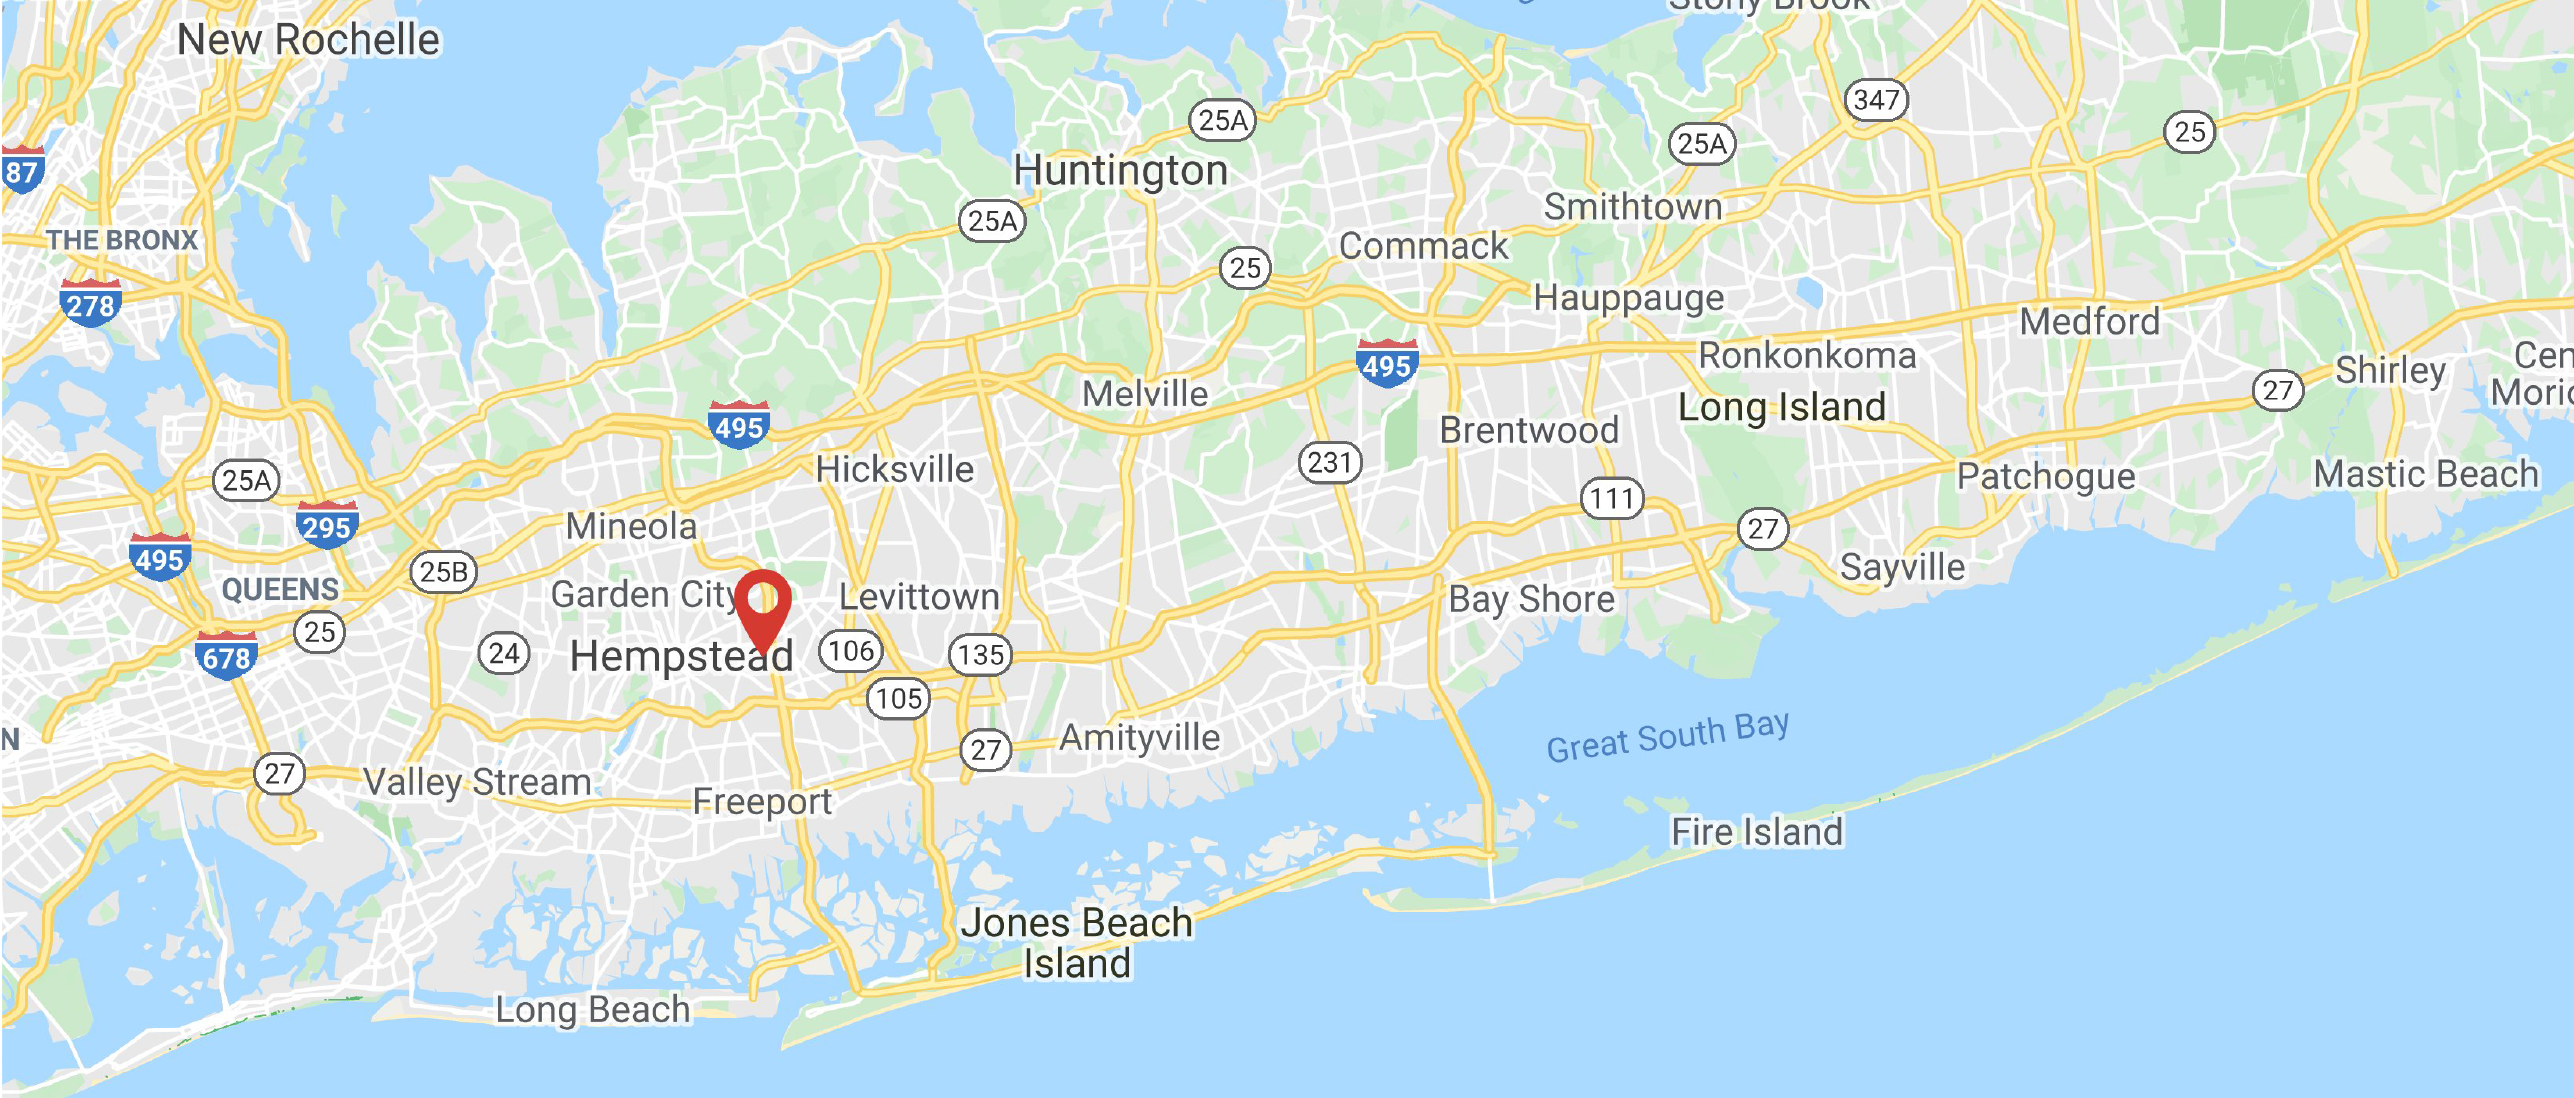 Stony Brook
New Rochelle
347
25A
25
25A
87
Huntington
Smithtown
25A
THE BRONX
Commack
25
278
Hauppauge
Medford
Ronkonkoma
495
Shirley
Cen
Moric
27
Melville
Long Island
495
Brentwood
231
Hicksville
Patchogue
Mastic Beach
25A
111
295
Mineola
27
495
Sayville
25B
QUEENS
Garden City
Levittown
Bay Shore
25
24
Hempstead
106
135
678
105
Great South Bay
N
Amityville
27
27
Valley Stream
Freeport
Fire Island
Jones Beach
Island
Long Beach